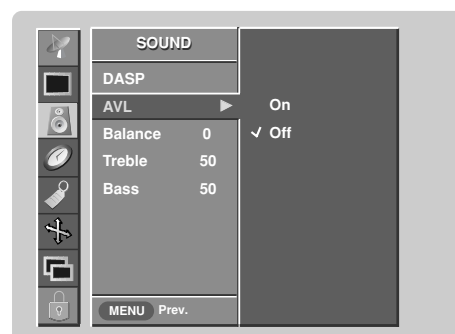 SOUND
DASP
AVL ▶ On
Balance 0 ✓ Off
Treble 50
Bass 50
MENU Prev.